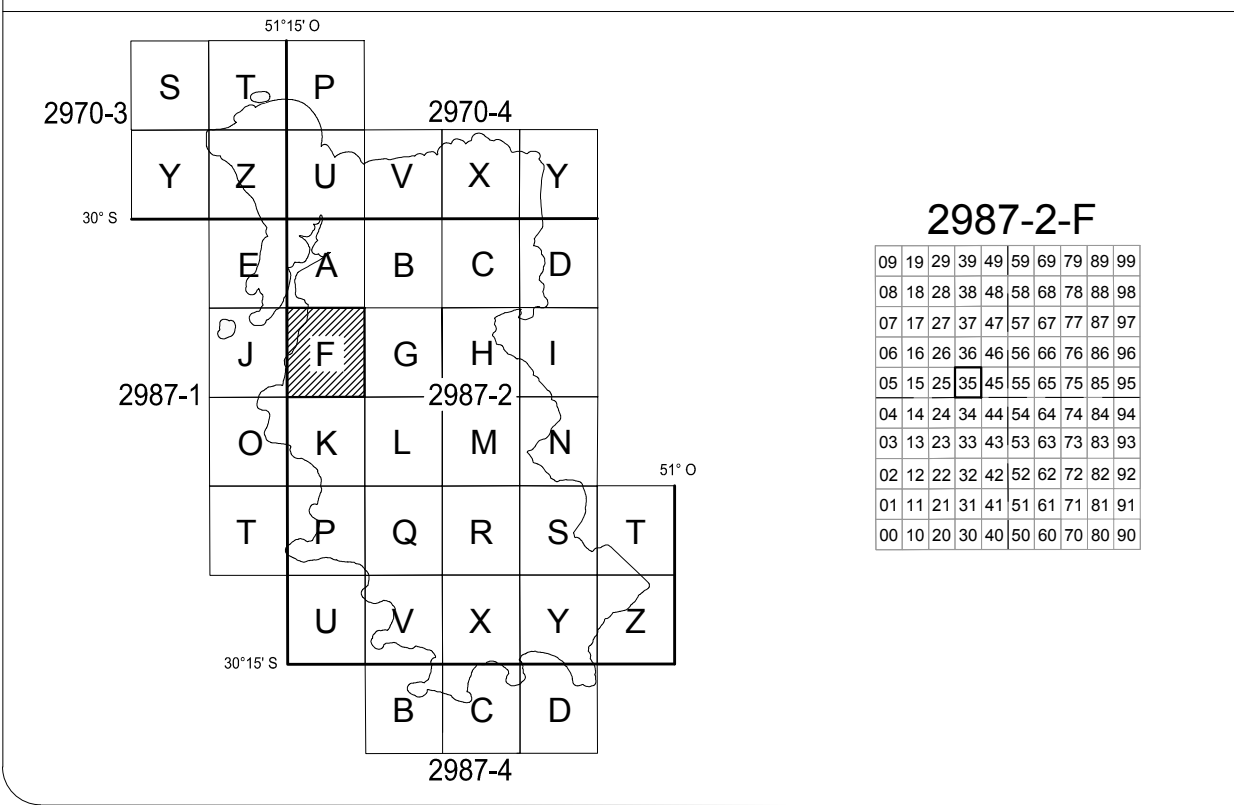 51°15' O
S T P
2970-3 2970-4
Y Z U V X Y
30° S
E A B C D
J F G H I
2987-1 2987-2
O K L M N
51° O
T P Q R S T
U V X Y Z
30°15' S
B C D
2987-4
2987-2-F
09 19 29 39 49 59 69 79 89 99
08 18 28 38 48 58 68 78 88 98
07 17 27 37 47 57 67 77 87 97
06 16 26 36 46 56 66 76 86 96
05 15 25 35 45 55 65 75 85 95
04 14 24 34 44 54 64 74 84 94
03 13 23 33 43 53 63 73 83 93
02 12 22 32 42 52 62 72 82 92
01 11 21 31 41 51 61 71 81 91
00 10 20 30 40 50 60 70 80 90